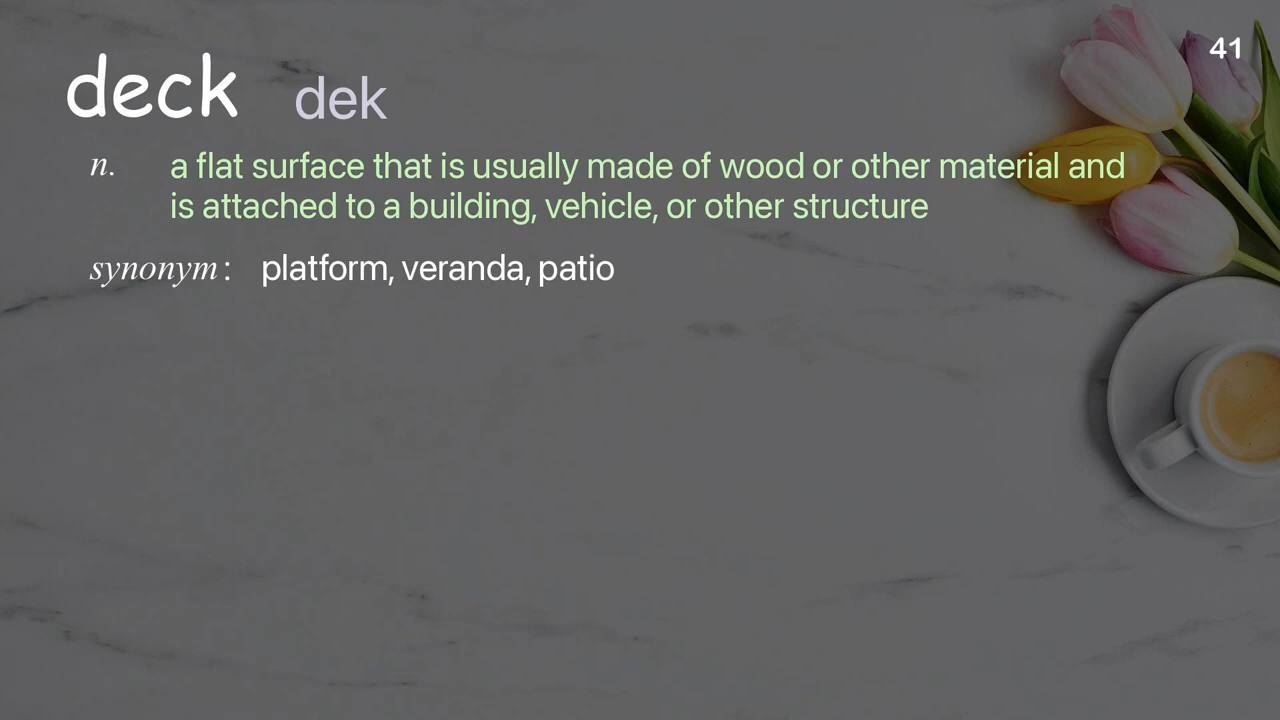 41
deck dek
n. a flat surface that is usually made of wood or other material and
is attached to a building, vehicle, or other structure
synonym: platform, veranda, patio